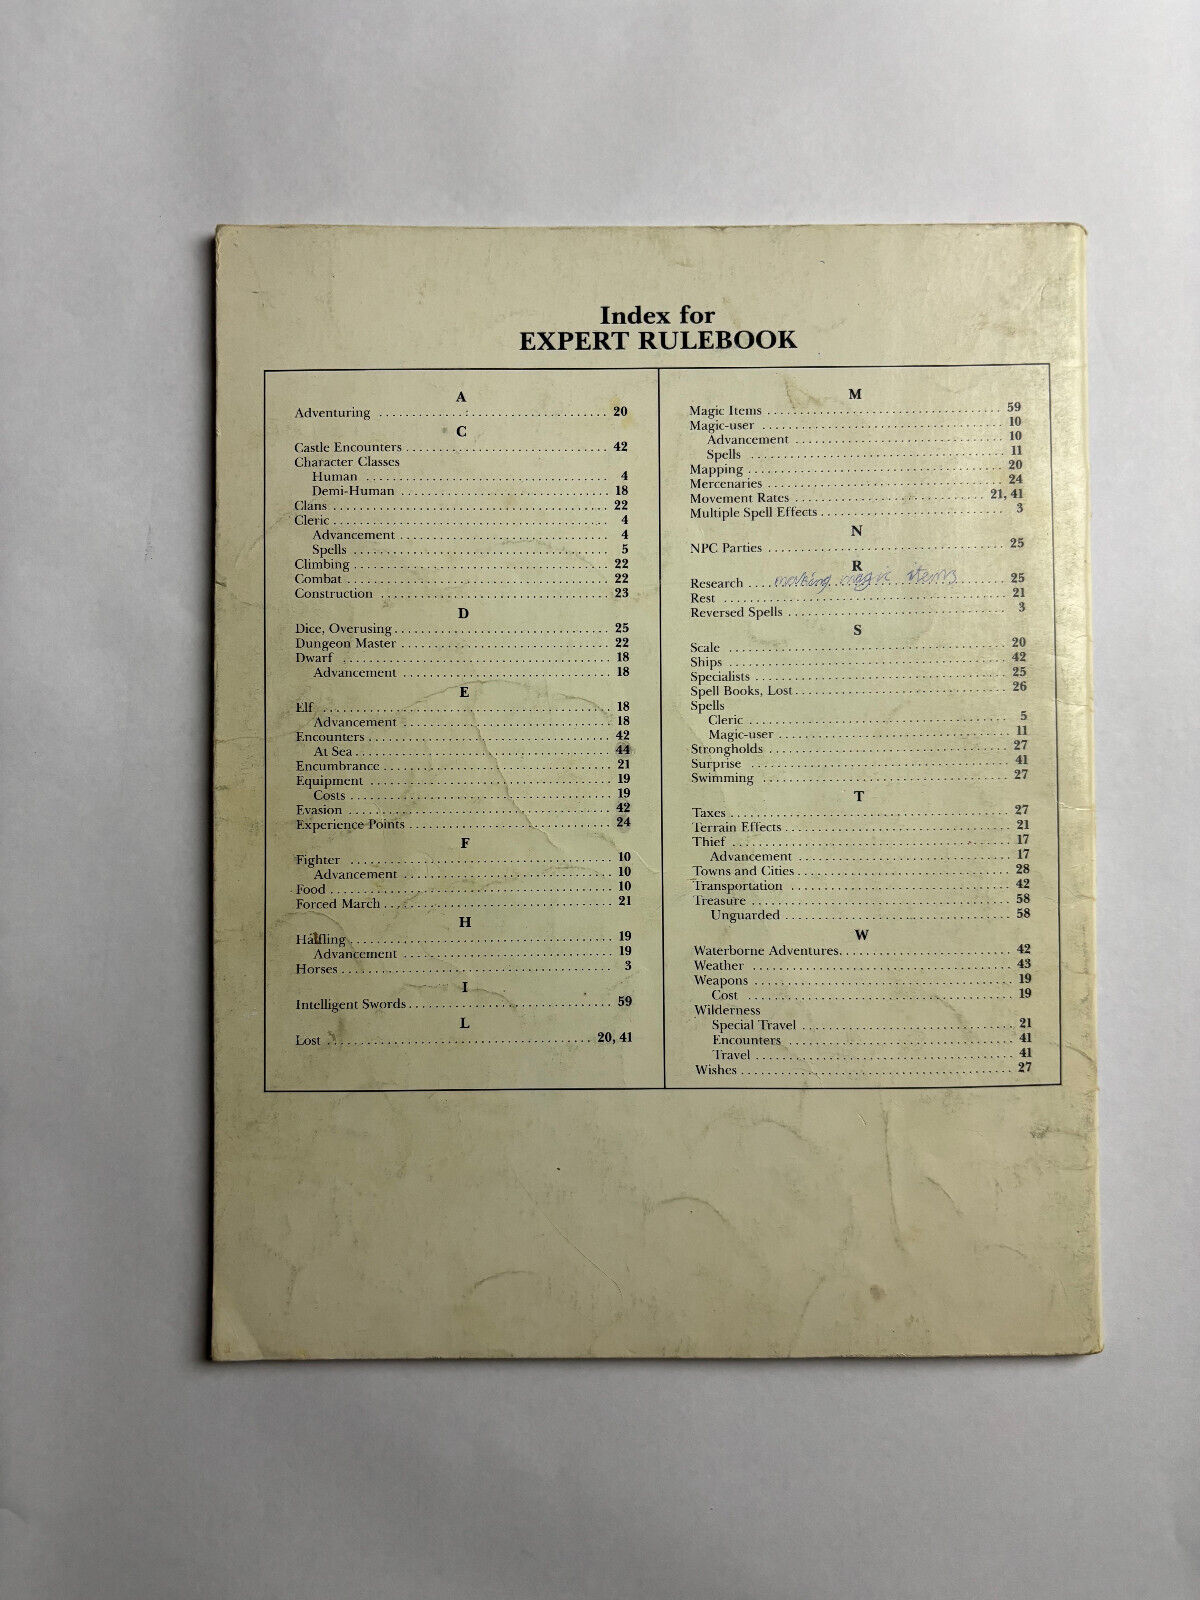 Index for
EXPERT RULEBOOK
A
Adventuring 20
C
Castle Encounters 42
Character Classes
Human 4
Demi-Human 18
Clans 22
Cleric 4
Advancement 4
Spells 5
Climbing 22
Combat 22
Construction 23
D
Dice, Overusing 25
Dungeon Master 22
Dwarf 18
Advancement 18
E
Elf 18
Advancement 18
Encounters 42
At Sea 44
Encumbrance 21
Equipment 19
Costs 19
Evasion 42
Experience Points 24
F
Fighter 10
Advancement 10
Food 10
Forced March 21
H
Halfling 19
Advancement 19
Horses 3
I
Intelligent Swords 59
L
Lost 20, 41
M
Magic Items 59
Magic-user 10
Advancement 10
Spells 11
Mapping 20
Mercenaries 24
Movement Rates 21, 41
Multiple Spell Effects 3
N
NPC Parties 25
R
Research making magic items 25
Rest 21
Reversed Spells 3
S
Scale 20
Ships 42
Specialists 25
Spell Books, Lost 26
Spells
Cleric 5
Magic-user 11
Strongholds 27
Surprise 41
Swimming 27
T
Taxes 27
Terrain Effects 21
Thief 17
Advancement 17
Towns and Cities 28
Transportation 42
Treasure 58
Unguarded 58
W
Waterborne Adventures 42
Weather 43
Weapons 19
Cost 19
Wilderness
Special Travel 21
Encounters 41
Travel 41
Wishes 27